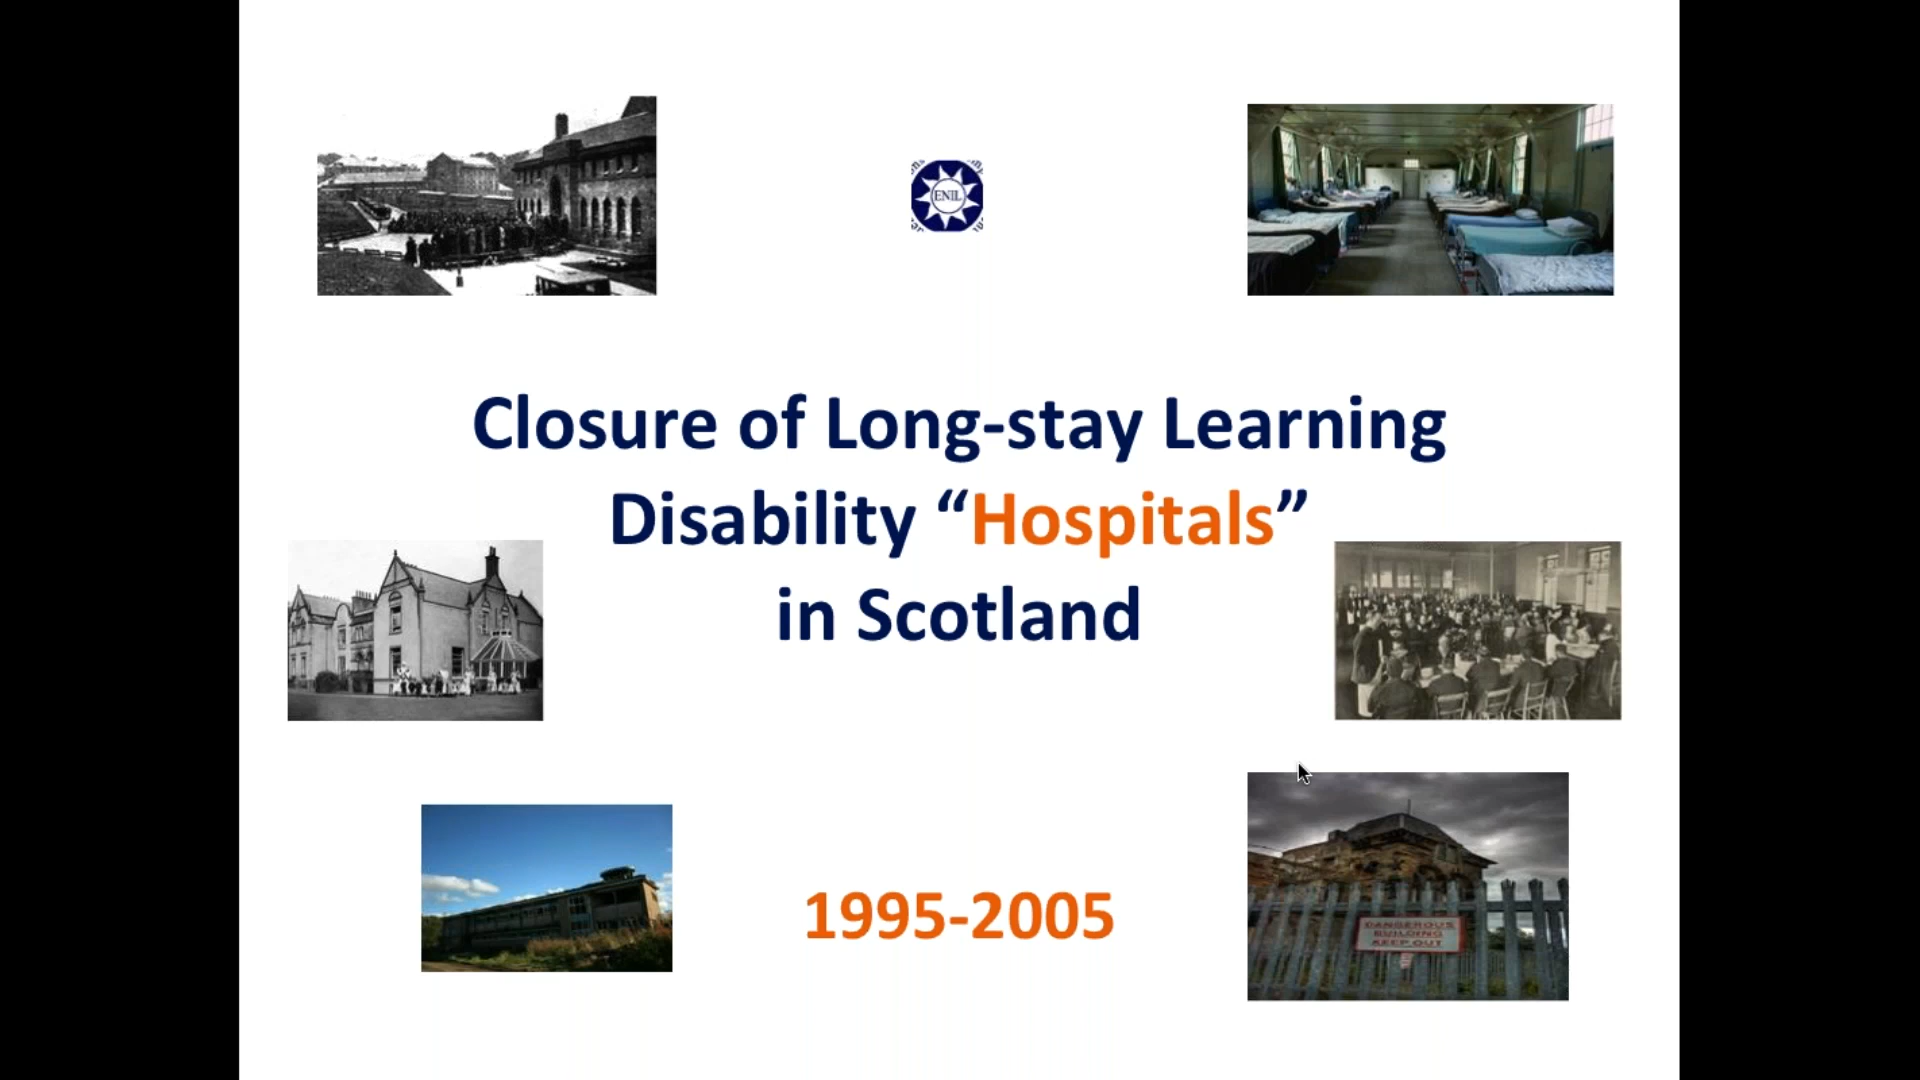 ENIL
Closure of Long-stay Learning
Disability “Hospitals”
in Scotland
1995-2005
DANGEROUS
BUILDING
KEEP OUT